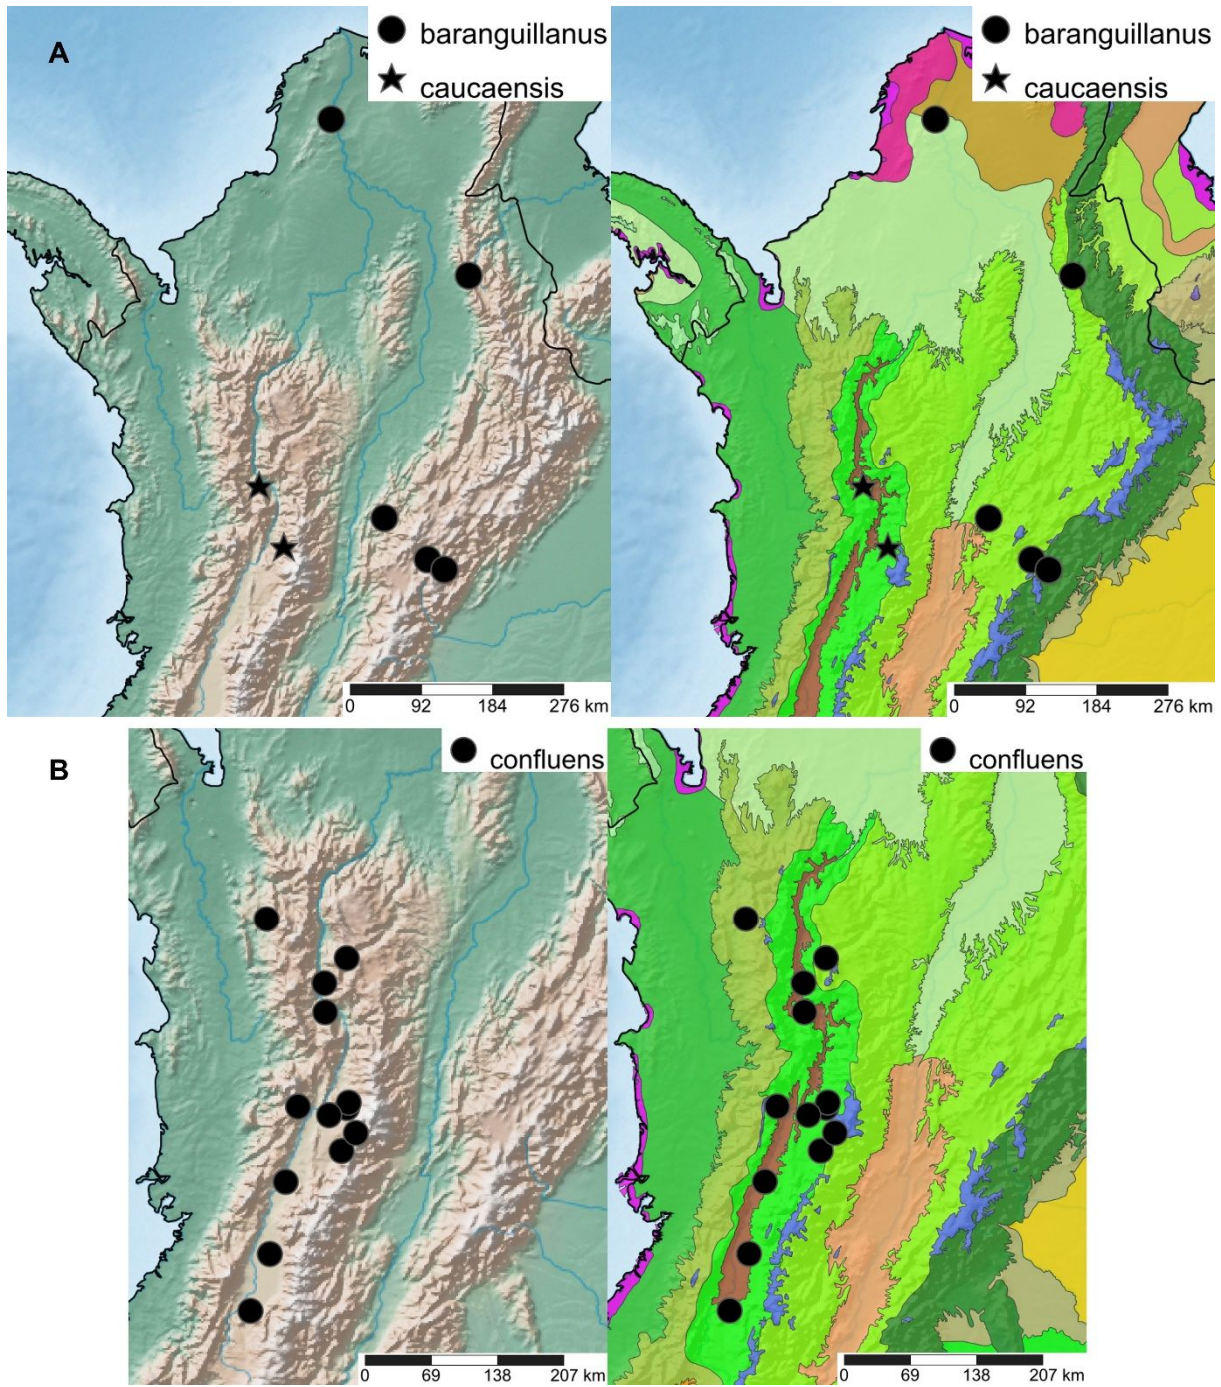 A
baranguillanus
caucaensis
0 92 184 276 km
baranguillanus
caucaensis
0 92 184 276 km
B
confluens
0 69 138 207 km
confluens
0 69 138 207 km